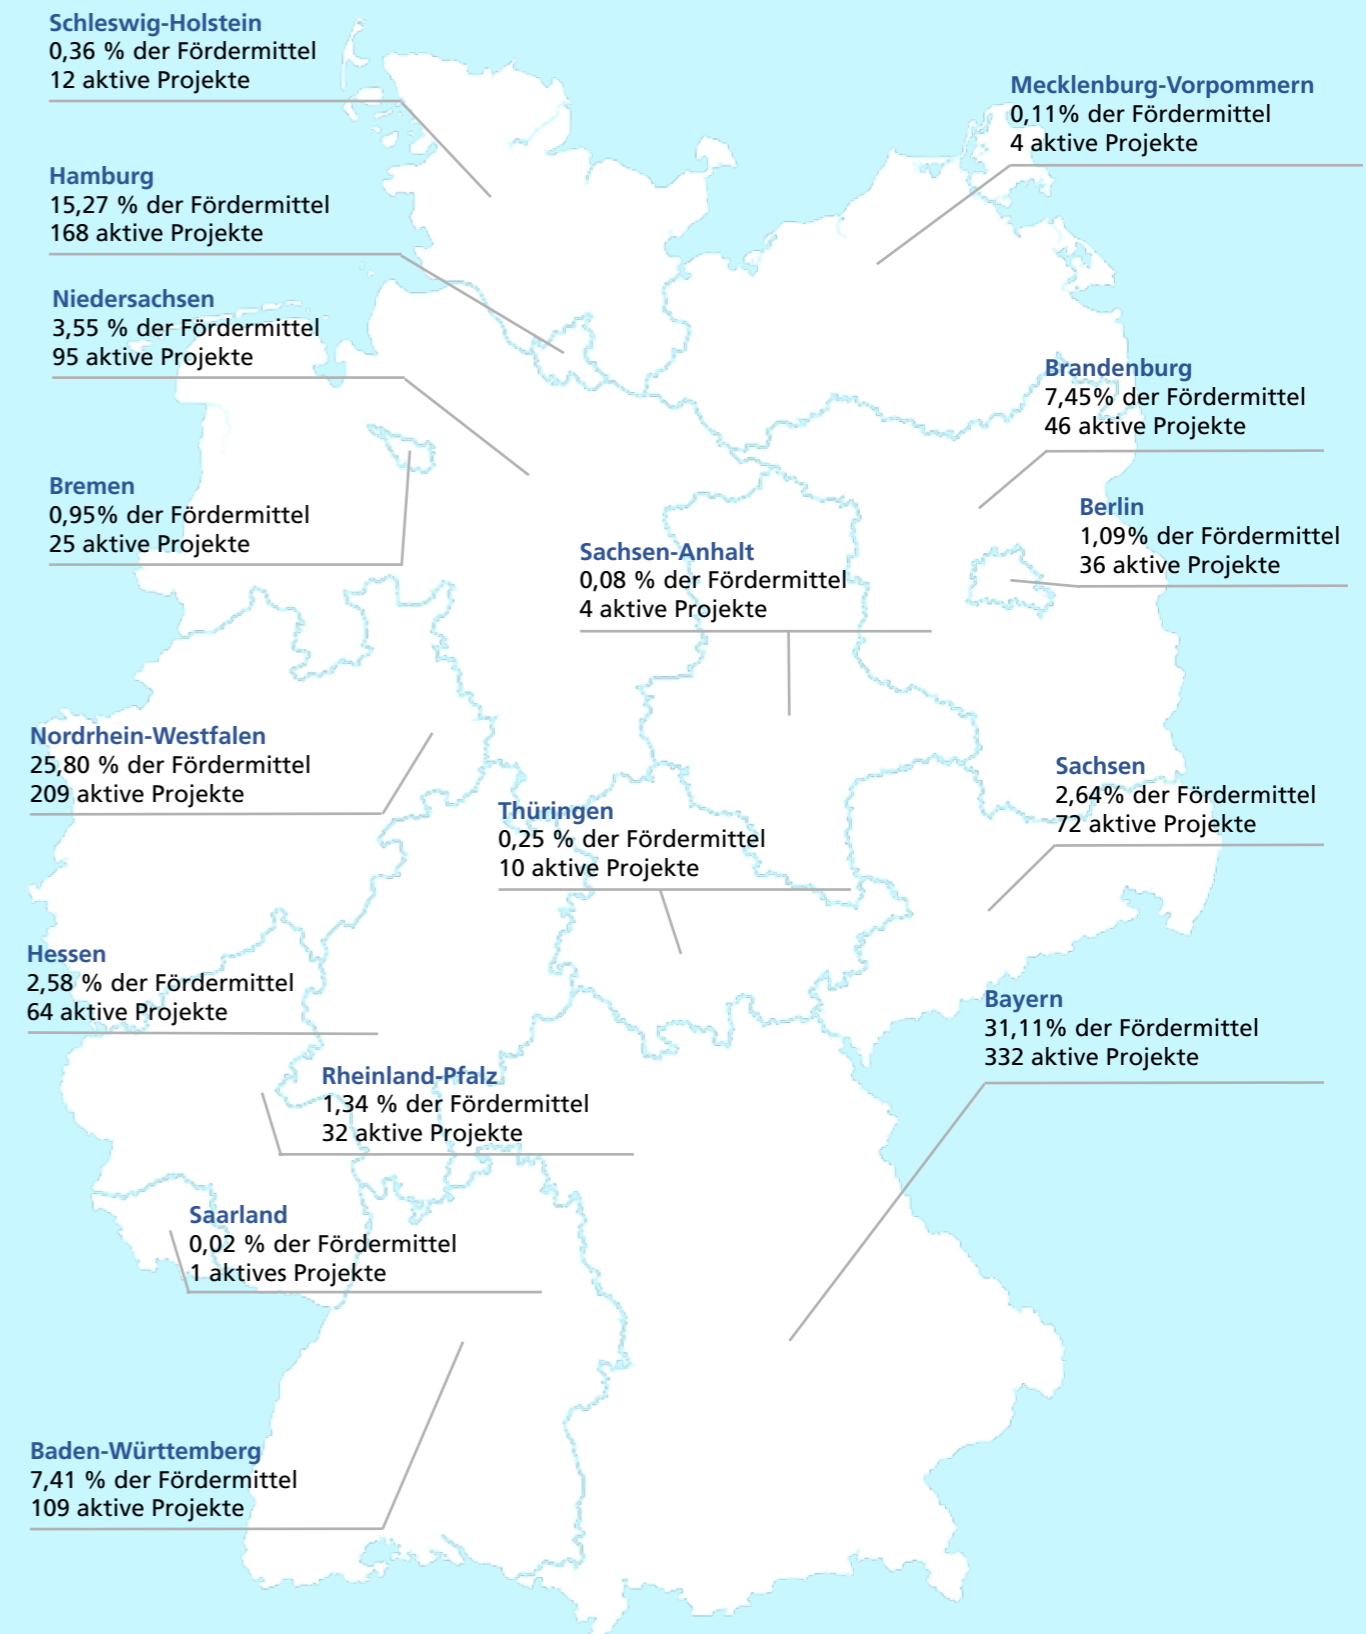 Schleswig-Holstein
0,36 % der Fördermittel
12 aktive Projekte
Mecklenburg-Vorpommern
0,11% der Fördermittel
4 aktive Projekte
Hamburg
15,27 % der Fördermittel
168 aktive Projekte
Niedersachsen
3,55 % der Fördermittel
95 aktive Projekte
Brandenburg
7,45% der Fördermittel
46 aktive Projekte
Bremen
0,95% der Fördermittel
25 aktive Projekte
Berlin
1,09% der Fördermittel
36 aktive Projekte
Sachsen-Anhalt
0,08 % der Fördermittel
4 aktive Projekte
Nordrhein-Westfalen
25,80 % der Fördermittel
209 aktive Projekte
Sachsen
2,64% der Fördermittel
72 aktive Projekte
Thüringen
0,25 % der Fördermittel
10 aktive Projekte
Hessen
2,58 % der Fördermittel
64 aktive Projekte
Bayern
31,11% der Fördermittel
332 aktive Projekte
Rheinland-Pfalz
1,34 % der Fördermittel
32 aktive Projekte
Saarland
0,02 % der Fördermittel
1 aktives Projekte
Baden-Württemberg
7,41 % der Fördermittel
109 aktive Projekte